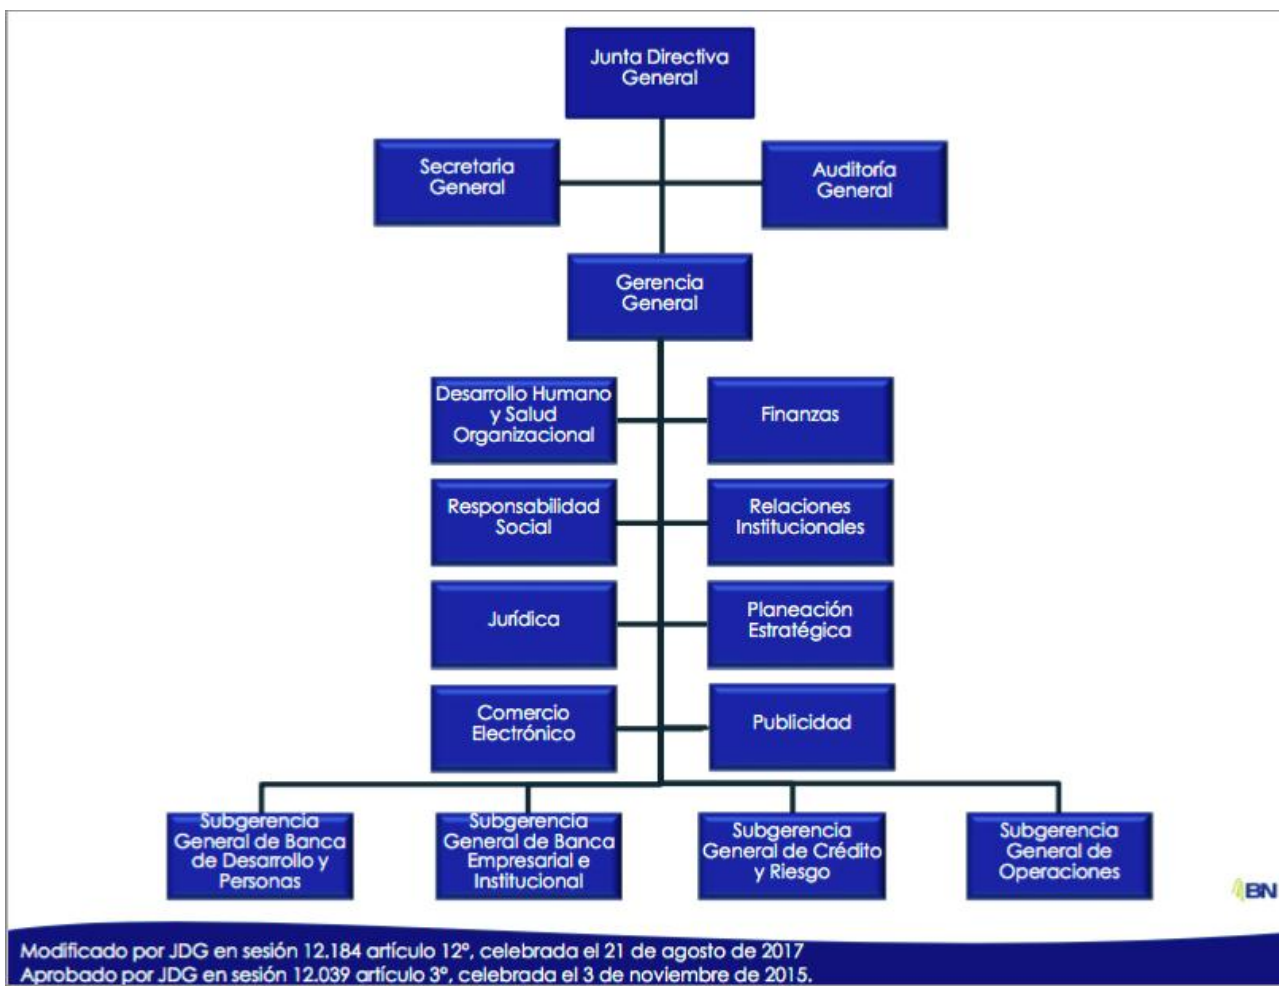 Junta Directiva
General
Secretaria
General
Auditoría
General
Gerencia
General
Desarrollo Humano
y Salud
Organizacional
Finanzas
Responsabilidad
Social
Relaciones
Institucionales
Jurídica
Planeación
Estratégica
Comercio
Electrónico
Publicidad
Subgerencia
General de Banca
de Desarrollo y
Personas
Subgerencia
General de Banca
Empresarial e
Institucional
Subgerencia
General de Crédito
y Riesgo
Subgerencia
General de
Operaciones
BN
Modificado por JDG en sesión 12.184 artículo 12º, celebrada el 21 de agosto de 2017
Aprobado por JDG en sesión 12.039 artículo 3º, celebrada el 3 de noviembre de 2015.